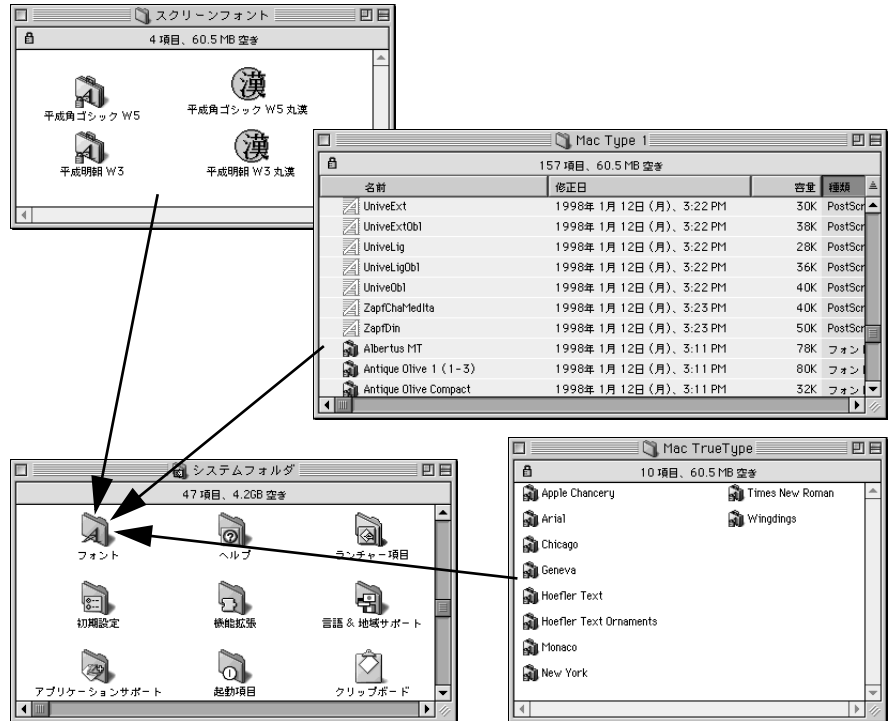 スクリーンフォント
4 項目、60.5 MB 空き
平成角ゴシック W5
平成角ゴシック W5 丸漢
平成明朝 W3
平成明朝 W3 丸漢
Mac Type 1
157 項目、60.5 MB 空き
名前 修正日 容量 種類
UniveExt 1998年 1月 12日 (月)、3:22 PM 30K PostScr
UniveExtObl 1998年 1月 12日 (月)、3:22 PM 38K PostScr
UniveLig 1998年 1月 12日 (月)、3:22 PM 28K PostScr
UniveLigObl 1998年 1月 12日 (月)、3:22 PM 36K PostScr
UniveObl 1998年 1月 12日 (月)、3:22 PM 40K PostScr
ZapfChaMedIta 1998年 1月 12日 (月)、3:23 PM 40K PostScr
ZapfDin 1998年 1月 12日 (月)、3:23 PM 50K PostScr
Albertus MT 1998年 1月 12日 (月)、3:11 PM 78K フォン
Antique Olive 1 (1-3) 1998年 1月 12日 (月)、3:11 PM 80K フォン
Antique Olive Compact 1998年 1月 12日 (月)、3:11 PM 32K フォン
システムフォルダ
47 項目、4.2GB 空き
フォント
ヘルプ
ランチャー項目
初期設定
機能拡張
言語 & 地域サポート
アプリケーションサポート
起動項目
クリップボード
Mac TrueType
10 項目、60.5 MB 空き
Apple Chancery
Times New Roman
Arial
Wingdings
Chicago
Geneva
Hoefler Text
Hoefler Text Ornaments
Monaco
New York